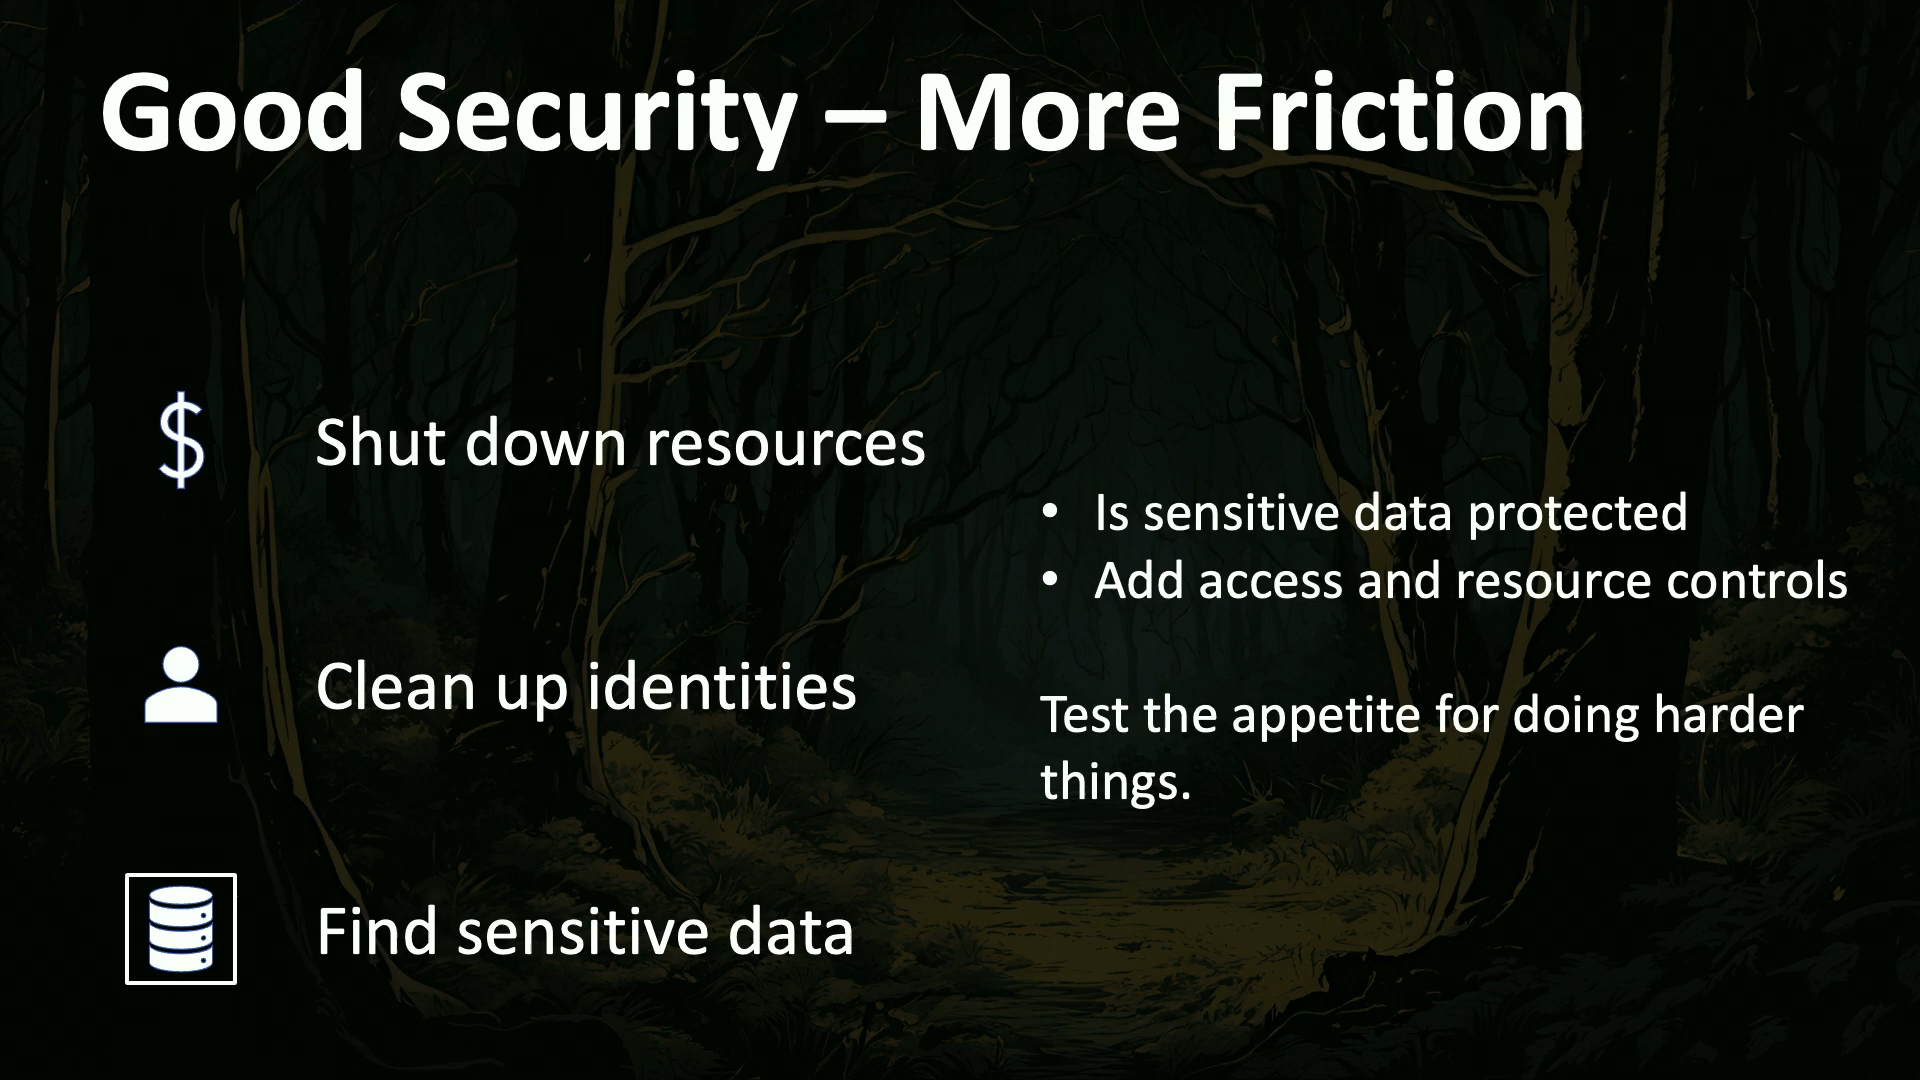 Good Security – More Friction
$
Shut down resources
Clean up identities
Find sensitive data
• Is sensitive data protected
• Add access and resource controls
Test the appetite for doing harder
things.